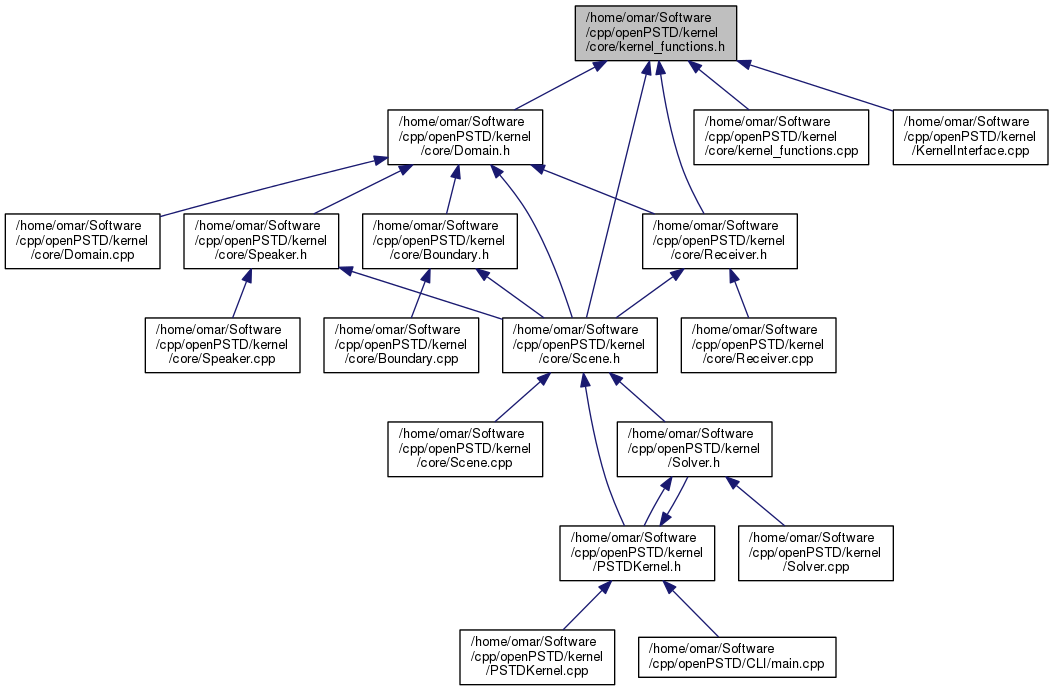 /home/omar/Software
/cpp/openPSTD/kernel
/core/kernel_functions.h
/home/omar/Software
/cpp/openPSTD/kernel
/core/Domain.h
/home/omar/Software
/cpp/openPSTD/kernel
/core/kernel_functions.cpp
/home/omar/Software
/cpp/openPSTD/kernel
/KernelInterface.cpp
/home/omar/Software
/cpp/openPSTD/kernel
/core/Domain.cpp
/home/omar/Software
/cpp/openPSTD/kernel
/core/Speaker.h
/home/omar/Software
/cpp/openPSTD/kernel
/core/Boundary.h
/home/omar/Software
/cpp/openPSTD/kernel
/core/Receiver.h
/home/omar/Software
/cpp/openPSTD/kernel
/core/Speaker.cpp
/home/omar/Software
/cpp/openPSTD/kernel
/core/Boundary.cpp
/home/omar/Software
/cpp/openPSTD/kernel
/core/Scene.h
/home/omar/Software
/cpp/openPSTD/kernel
/core/Receiver.cpp
/home/omar/Software
/cpp/openPSTD/kernel
/core/Scene.cpp
/home/omar/Software
/cpp/openPSTD/kernel
/Solver.h
/home/omar/Software
/cpp/openPSTD/kernel
/PSTDKernel.h
/home/omar/Software
/cpp/openPSTD/kernel
/Solver.cpp
/home/omar/Software
/cpp/openPSTD/kernel
/PSTDKernel.cpp
/home/omar/Software
/cpp/openPSTD/CLI/main.cpp